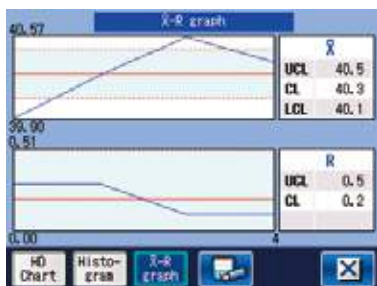 X̄-R graph
40.57
X̄
UCL 40.5
CL 40.3
LCL 40.1
39.90
0.51
R
UCL 0.5
CL 0.2
0.00
4
HO Chart
Histo-gram
X̄-R graph